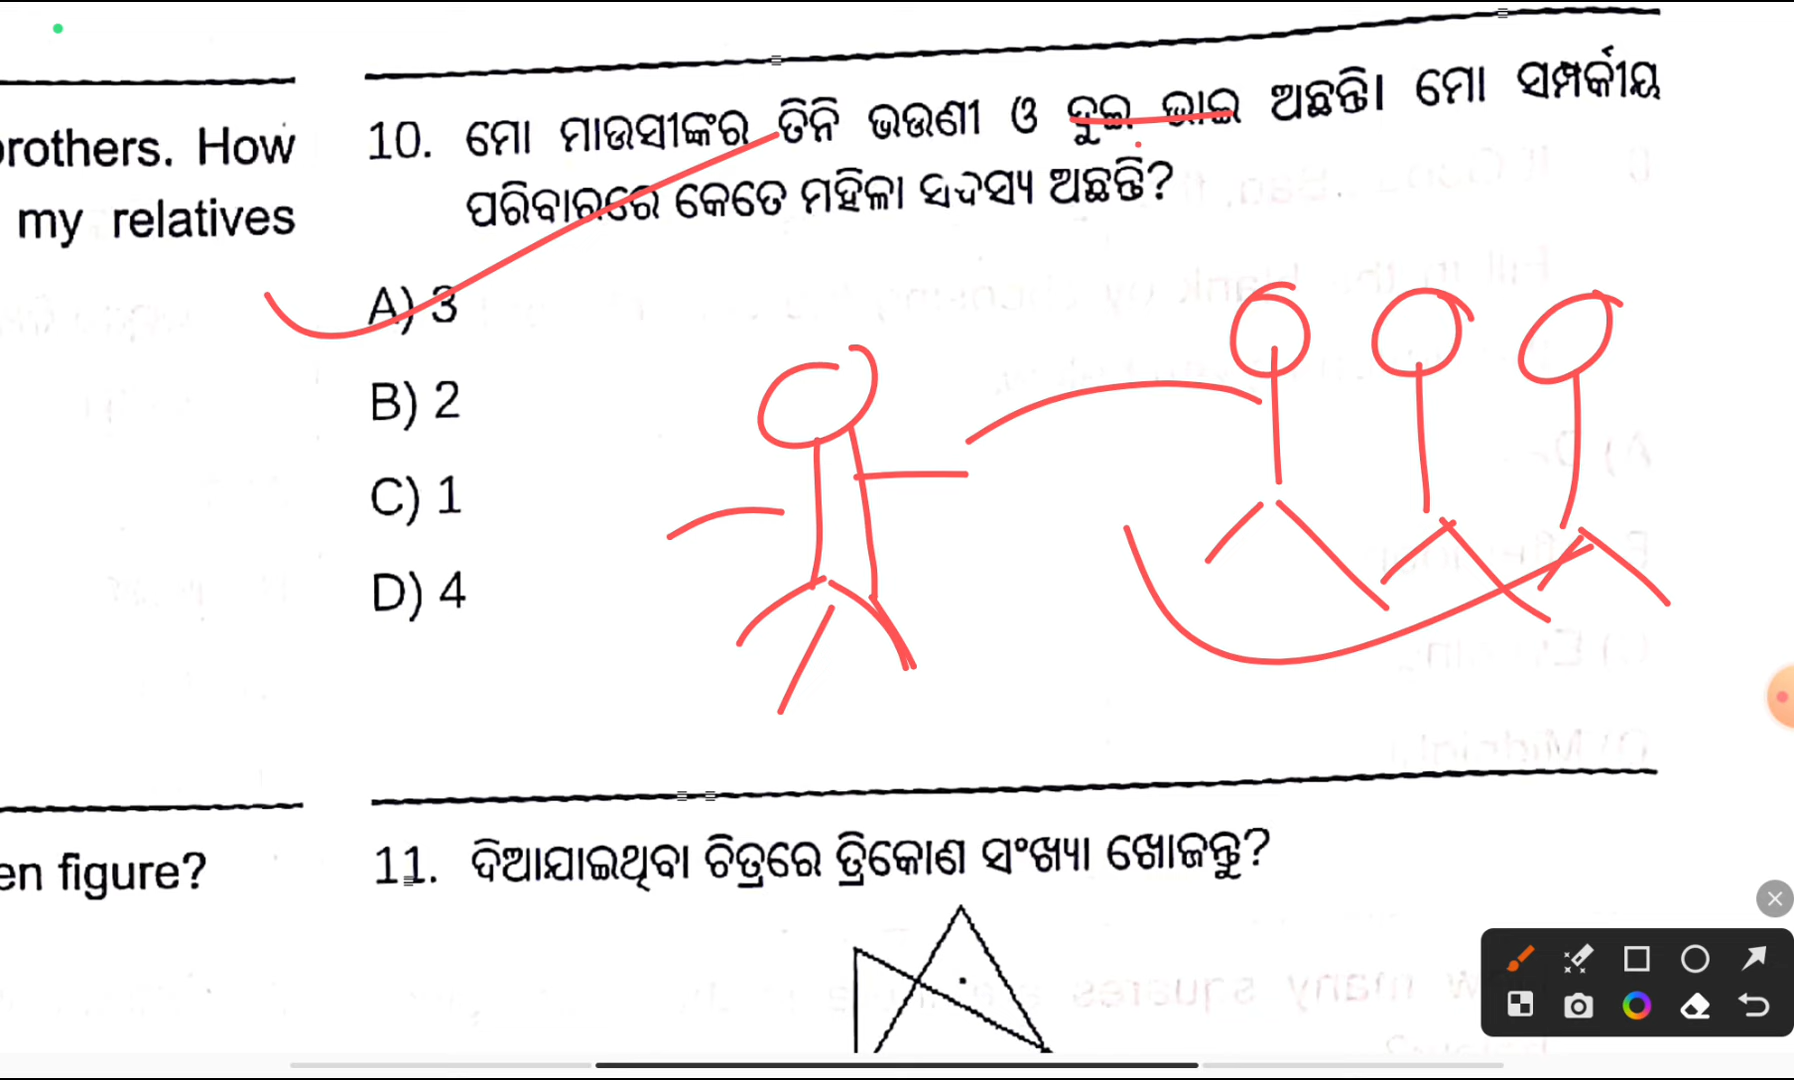 brothers. How
my relatives
10. ମୋ ମାଉସୀଙ୍କର ତିନି ଭଉଣୀ ଓ ଦୁଇ ଭାଇ ଅଛନ୍ତି। ମୋ ସମ୍ପର୍କୀୟ
ପରିବାରରେ କେତେ ମହିଳା ସଦସ୍ୟ ଅଛନ୍ତି?
A) 3
B) 2
C) 1
D) 4
en figure?
11. ଦିଆଯାଇଥିବା ଚିତ୍ରରେ ତ୍ରିକୋଣ ସଂଖ୍ୟା ଖୋଜନ୍ତୁ?